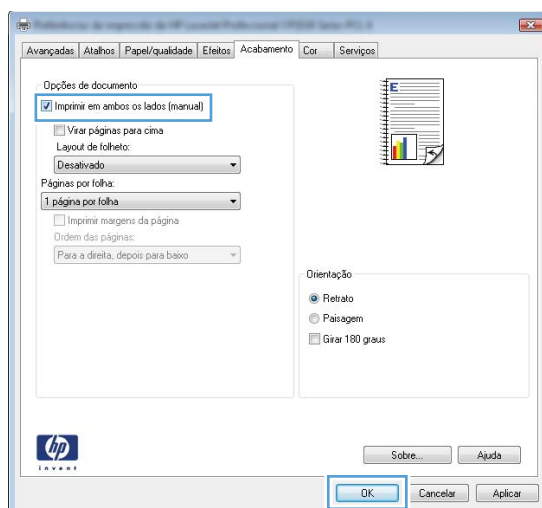 Avançadas Atalhos Papel/qualidade Efeitos Acabamento Cor Serviços
Opções de documento
Imprimir em ambos os lados (manual)
Virar páginas para cima
Layout de folheto:
Desativado
Páginas por folha:
1 página por folha
Imprimir margens da página
Ordem das páginas:
Para a direita, depois para baixo
E
Orientação
Retrato
Paisagem
Girar 180 graus
hp
invent
Sobre... Ajuda
OK Cancelar Aplicar